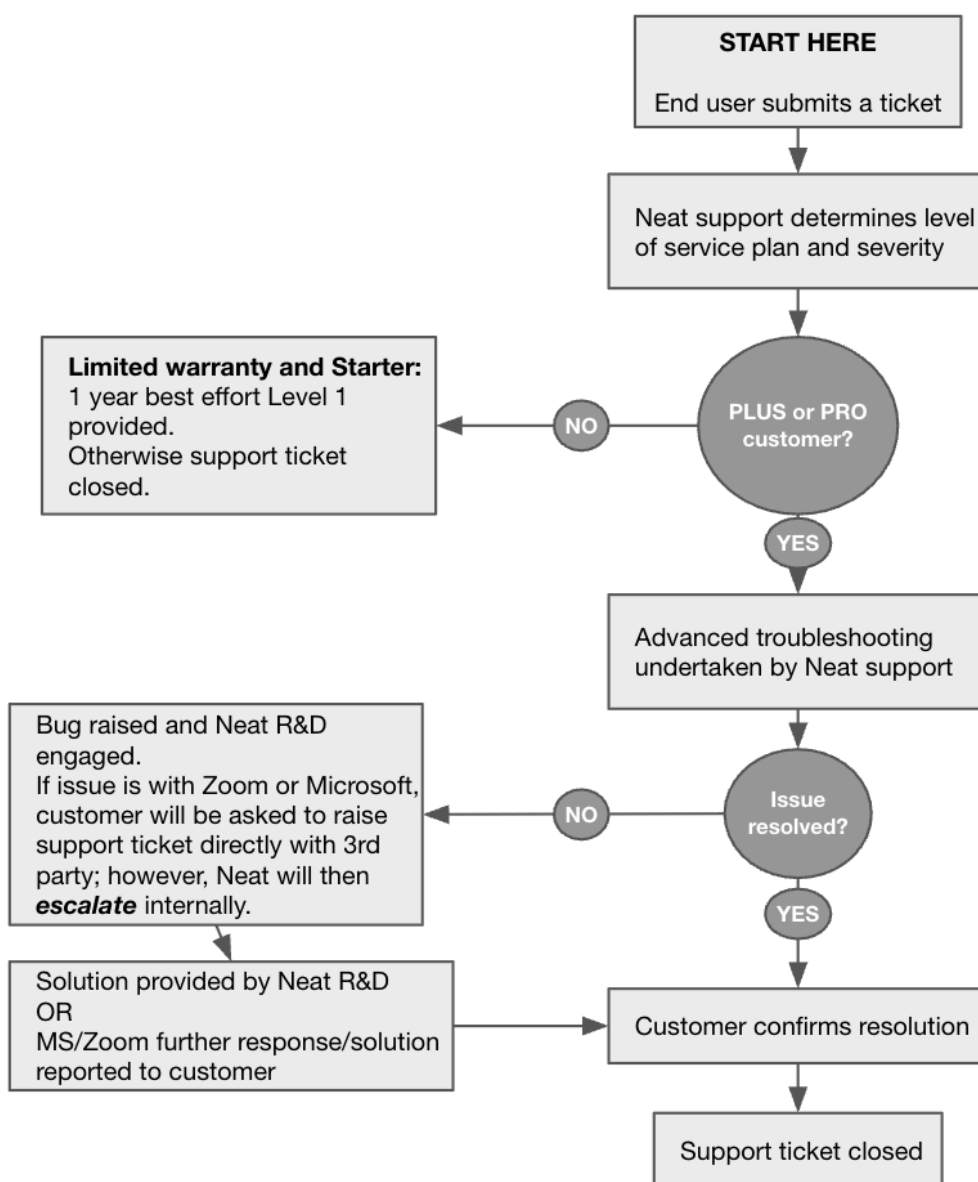 START HERE
End user submits a ticket
Neat support determines level
of service plan and severity
PLUS or PRO
customer?
NO
Limited warranty and Starter:
1 year best effort Level 1
provided.
Otherwise support ticket
closed.
YES
Advanced troubleshooting
undertaken by Neat support
Issue
resolved?
NO
Bug raised and Neat R&D
engaged.
If issue is with Zoom or Microsoft,
customer will be asked to raise
support ticket directly with 3rd
party; however, Neat will then
escalate internally.
Solution provided by Neat R&D
OR
MS/Zoom further response/solution
reported to customer
YES
Customer confirms resolution
Support ticket closed